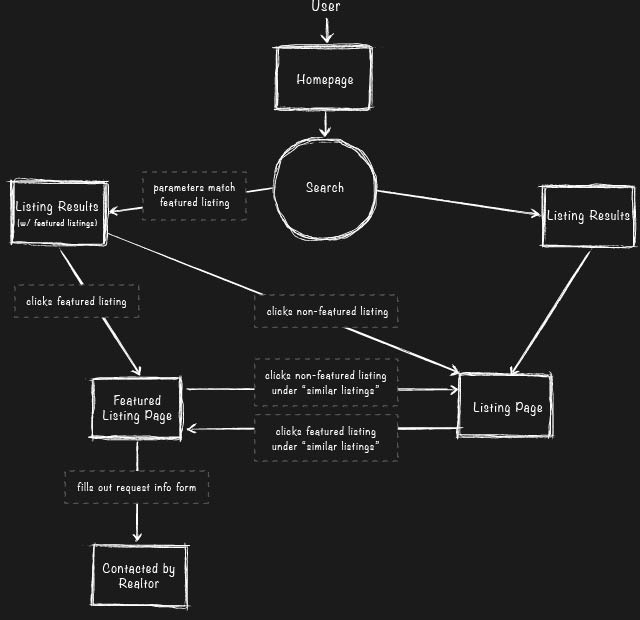 User
Homepage
Search
parameters match
featured listing
Listing Results
(w/ featured listings)
Listing Results
clicks featured listing
clicks non-featured listing
clicks non-featured listing
under "similar listings"
Featured
Listing Page
Listing Page
clicks featured listing
under "similar listings"
fills out request info form
Contacted by
Realtor